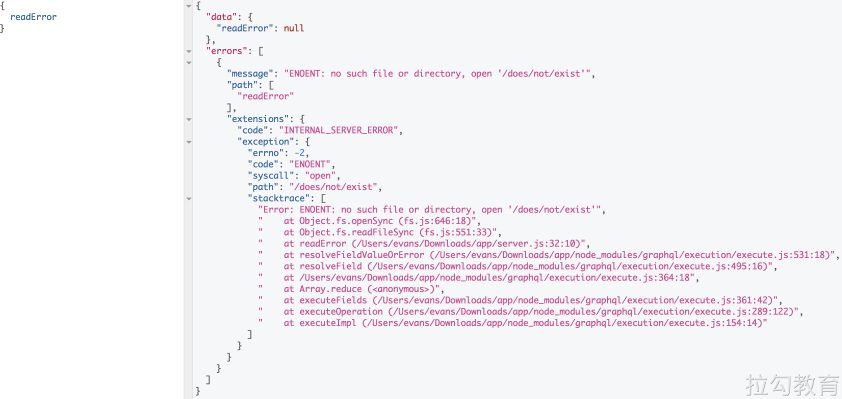 {
  readError
}
{
  "data": {
    "readError": null
  },
  "errors": [
    {
      "message": "ENOENT: no such file or directory, open '/does/not/exist'",
      "path": [
        "readError"
      ],
      "extensions": {
        "code": "INTERNAL_SERVER_ERROR",
        "exception": {
          "errno": -2,
          "code": "ENOENT",
          "syscall": "open",
          "path": "/does/not/exist",
          "stacktrace": [
            "Error: ENOENT: no such file or directory, open '/does/not/exist'",
            "    at Object.fs.openSync (fs.js:646:18)",
            "    at Object.fs.readFileSync (fs.js:551:33)",
            "    at readError (/Users/evans/Downloads/app/server.js:32:10)",
            "    at resolveFieldValueOrError (/Users/evans/Downloads/app/node_modules/graphql/execution/execute.js:531:18)",
            "    at resolveField (/Users/evans/Downloads/app/node_modules/graphql/execution/execute.js:495:16)",
            "    at /Users/evans/Downloads/app/node_modules/graphql/execution/execute.js:364:18",
            "    at Array.reduce (<anonymous>)",
            "    at executeFields (/Users/evans/Downloads/app/node_modules/graphql/execution/execute.js:361:42)",
            "    at executeOperation (/Users/evans/Downloads/app/node_modules/graphql/execution/execute.js:289:122)",
            "    at executeImpl (/Users/evans/Downloads/app/node_modules/graphql/execution/execute.js:154:14)"
          ]
        }
      }
    }
  ]
}
拉勾教育